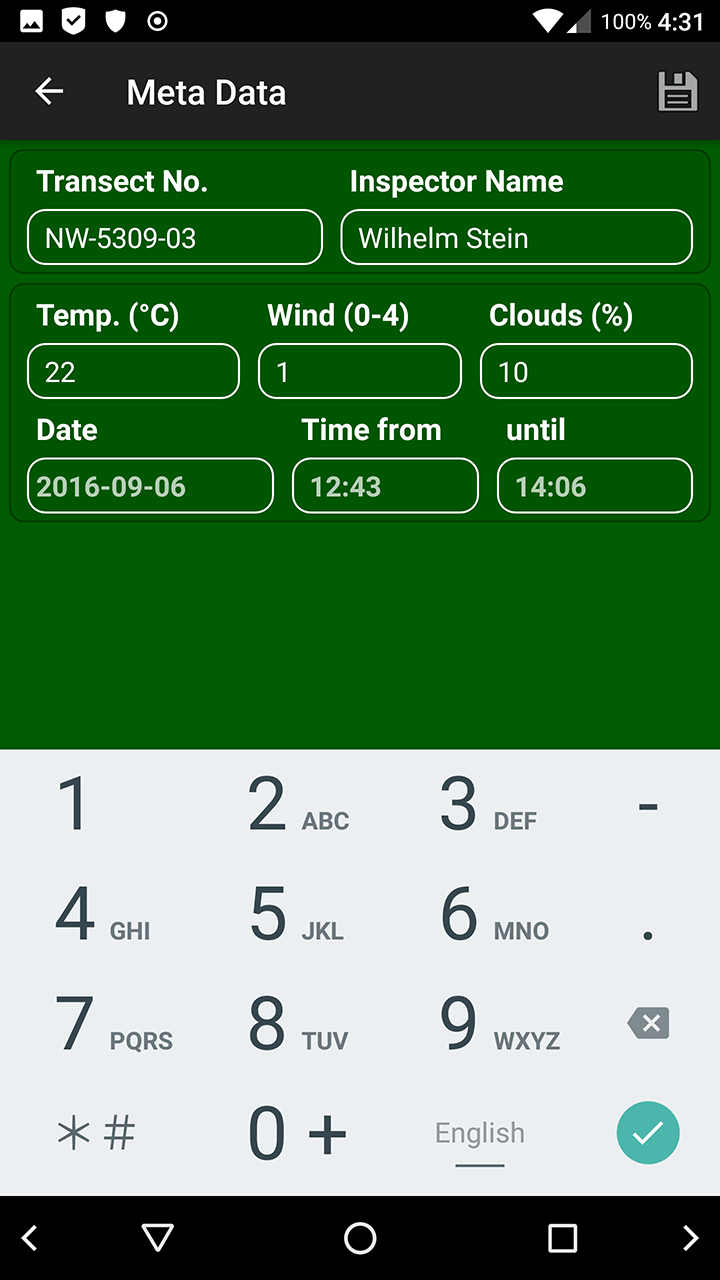 100% 4:31
Meta Data
Transect No. Inspector Name
NW-5309-03 Wilhelm Stein
Temp. (°C) Wind (0-4) Clouds (%)
22 1 10
Date Time from until
2016-09-06 12:43 14:06
1 2 ABC 3 DEF -
4 GHI 5 JKL 6 MNO .
7 PQRS 8 TUV 9 WXYZ
*# 0 + English